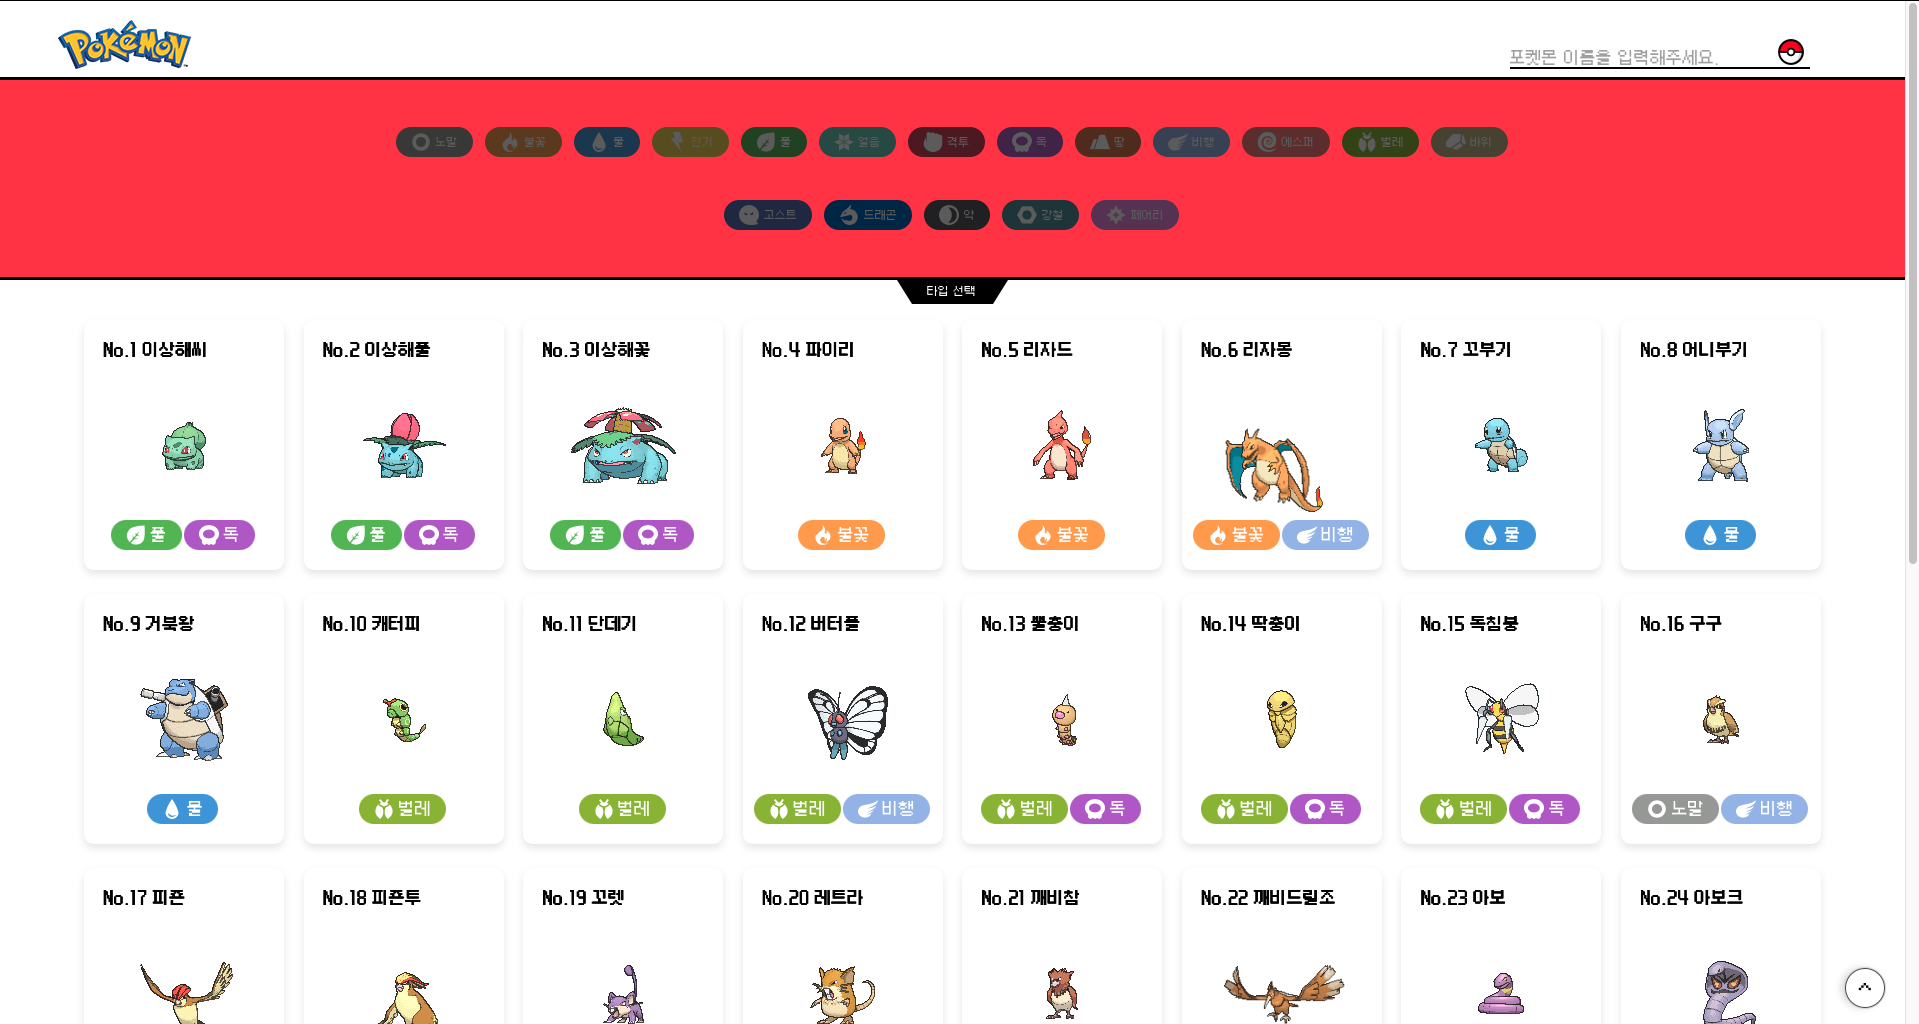 Pokémon
포켓몬 이름을 입력해주세요.
노말 불꽃 물 전기 풀 얼음 격투 독 땅 비행 에스퍼 벌레 바위
고스트 드래곤 악 강철 페어리
타입 선택
No.1 이상해씨 No.2 이상해풀 No.3 이상해꽃 No.4 파이리 No.5 리자드 No.6 리자몽 No.7 꼬부기 No.8 어니부기
풀 독 풀 독 풀 독 불꽃 불꽃 불꽃 비행 물 물
No.9 거북왕 No.10 캐터피 No.11 단데기 No.12 버터플 No.13 뿔충이 No.14 딱충이 No.15 독침붕 No.16 구구
물 벌레 벌레 벌레 비행 벌레 독 벌레 독 벌레 독 노말 비행
No.17 피죤 No.18 피죤투 No.19 꼬렛 No.20 레트라 No.21 깨비참 No.22 깨비드릴조 No.23 아보 No.24 아보크